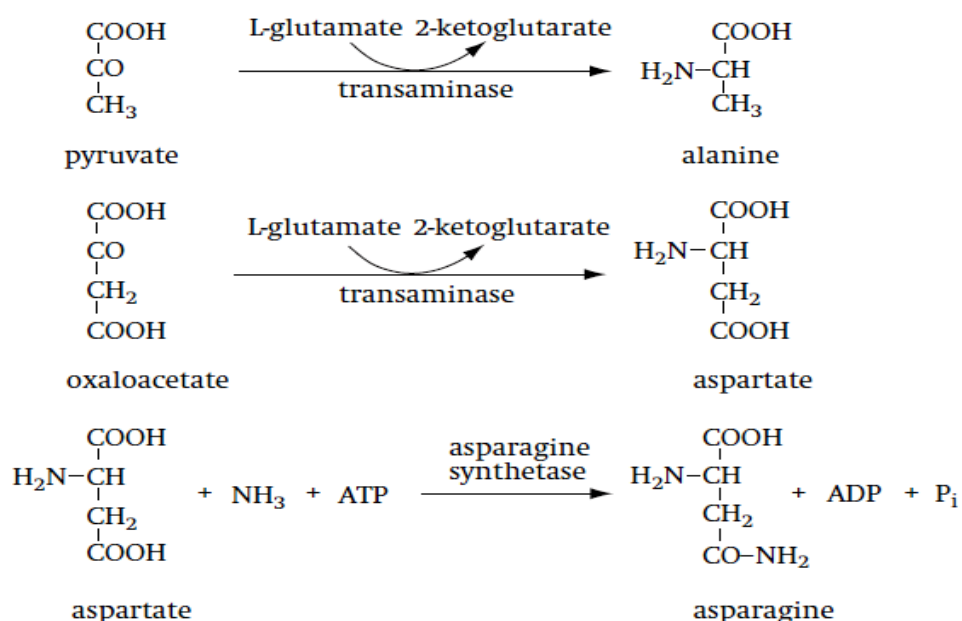 COOH
CO
CH₃
pyruvate
L-glutamate 2-ketoglutarate
transaminase
COOH
H₂N–CH
CH₃
alanine
COOH
CO
CH₂
COOH
oxaloacetate
L-glutamate 2-ketoglutarate
transaminase
COOH
H₂N–CH
CH₂
COOH
aspartate
COOH
H₂N–CH + NH₃ + ATP
CH₂
COOH
aspartate
asparagine
synthetase
COOH
H₂N–CH + ADP + Pᵢ
CH₂
CO–NH₂
asparagine